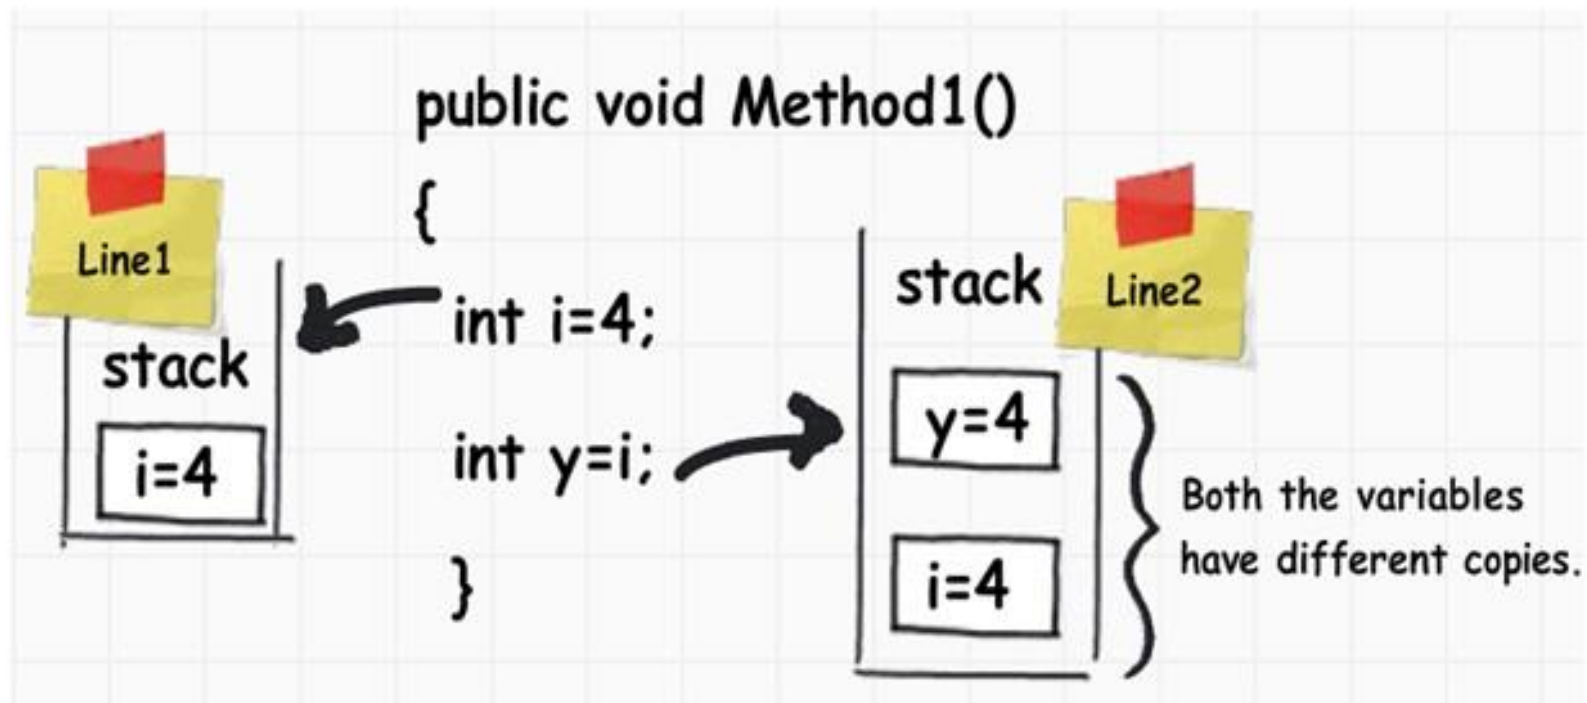 public void Method1()
{
Line1
stack
i=4
int i=4;
int y=i;
}
stack
Line2
y=4
i=4
Both the variables
have different copies.